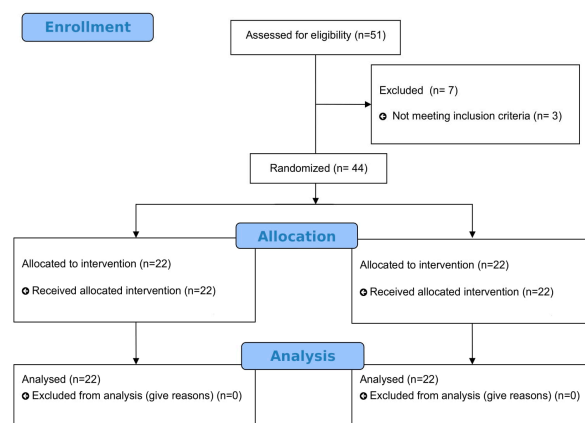 Enrollment
Assessed for eligibility (n=51)
Excluded (n= 7)
Not meeting inclusion criteria (n= 3)
Randomized (n= 44)
Allocation
Allocated to intervention (n=22)
Received allocated intervention (n=22)
Allocated to intervention (n=22)
Received allocated intervention (n=22)
Analysis
Analysed (n=22)
Excluded from analysis (give reasons) (n=0)
Analysed (n=22)
Excluded from analysis (give reasons) (n=0)